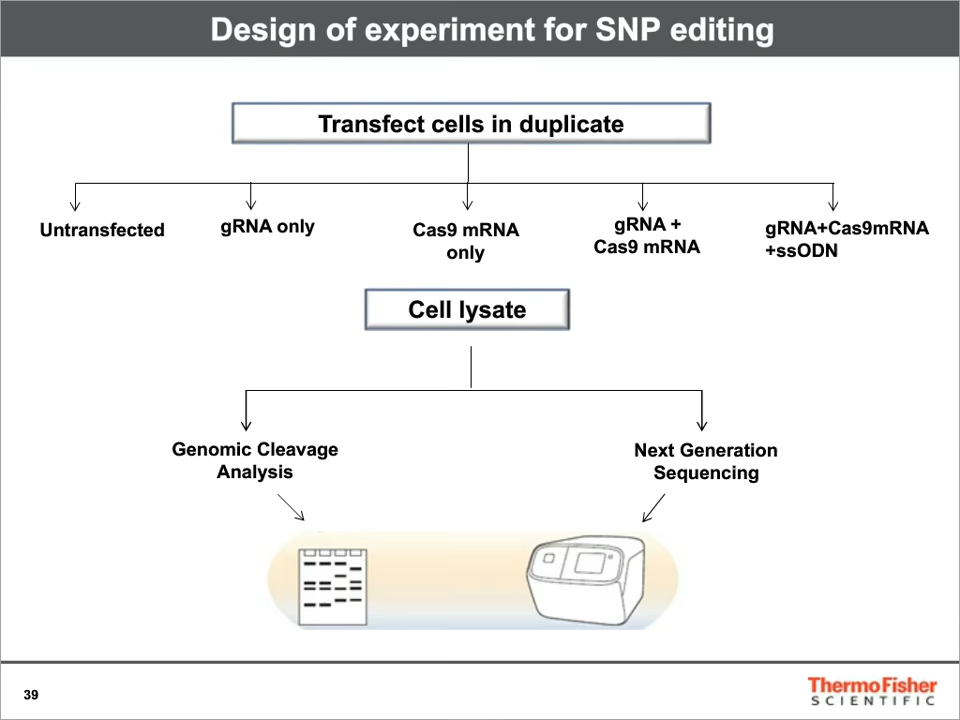 Design of experiment for SNP editing
Transfect cells in duplicate
Untransfected
gRNA only
Cas9 mRNA
only
gRNA +
Cas9 mRNA
gRNA+Cas9mRNA
+ssODN
Cell lysate
Genomic Cleavage
Analysis
Next Generation
Sequencing
39
ThermoFisher
SCIENTIFIC